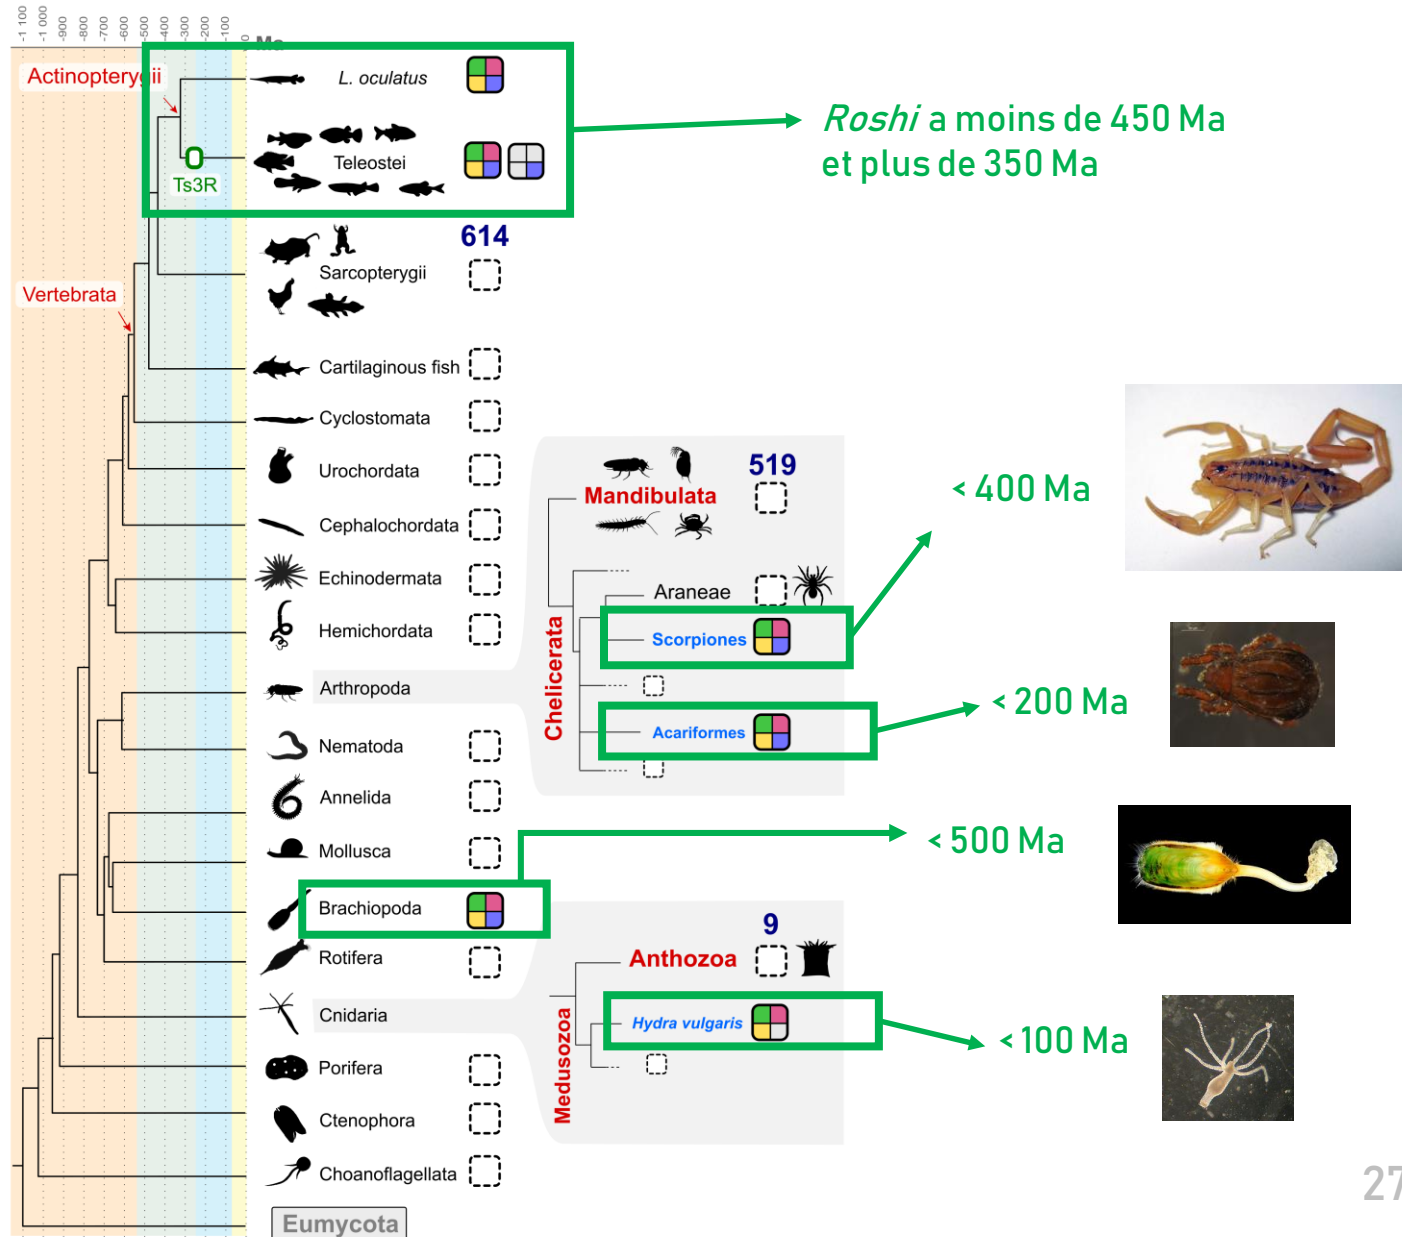 -1 100
-1 000
-900
-800
-700
-600
-500
-400
-300
-200
-100
0
Ma
Actinopterygii
L. oculatus
Teleostei
Ts3R
Roshi a moins de 450 Ma
et plus de 350 Ma
614
Sarcopterygii
Vertebrata
Cartilaginous fish
Cyclostomata
Urochordata
Cephalochordata
Echinodermata
Hemichordata
Arthropoda
Nematoda
Annelida
Mollusca
Brachiopoda
Rotifera
Cnidaria
Porifera
Ctenophora
Choanoflagellata
Eumycota
519
Mandibulata
Chelicerata
Araneae
Scorpiones
Acariformes
< 400 Ma
< 200 Ma
< 500 Ma
9
Anthozoa
Medusozoa
Hydra vulgaris
< 100 Ma
27